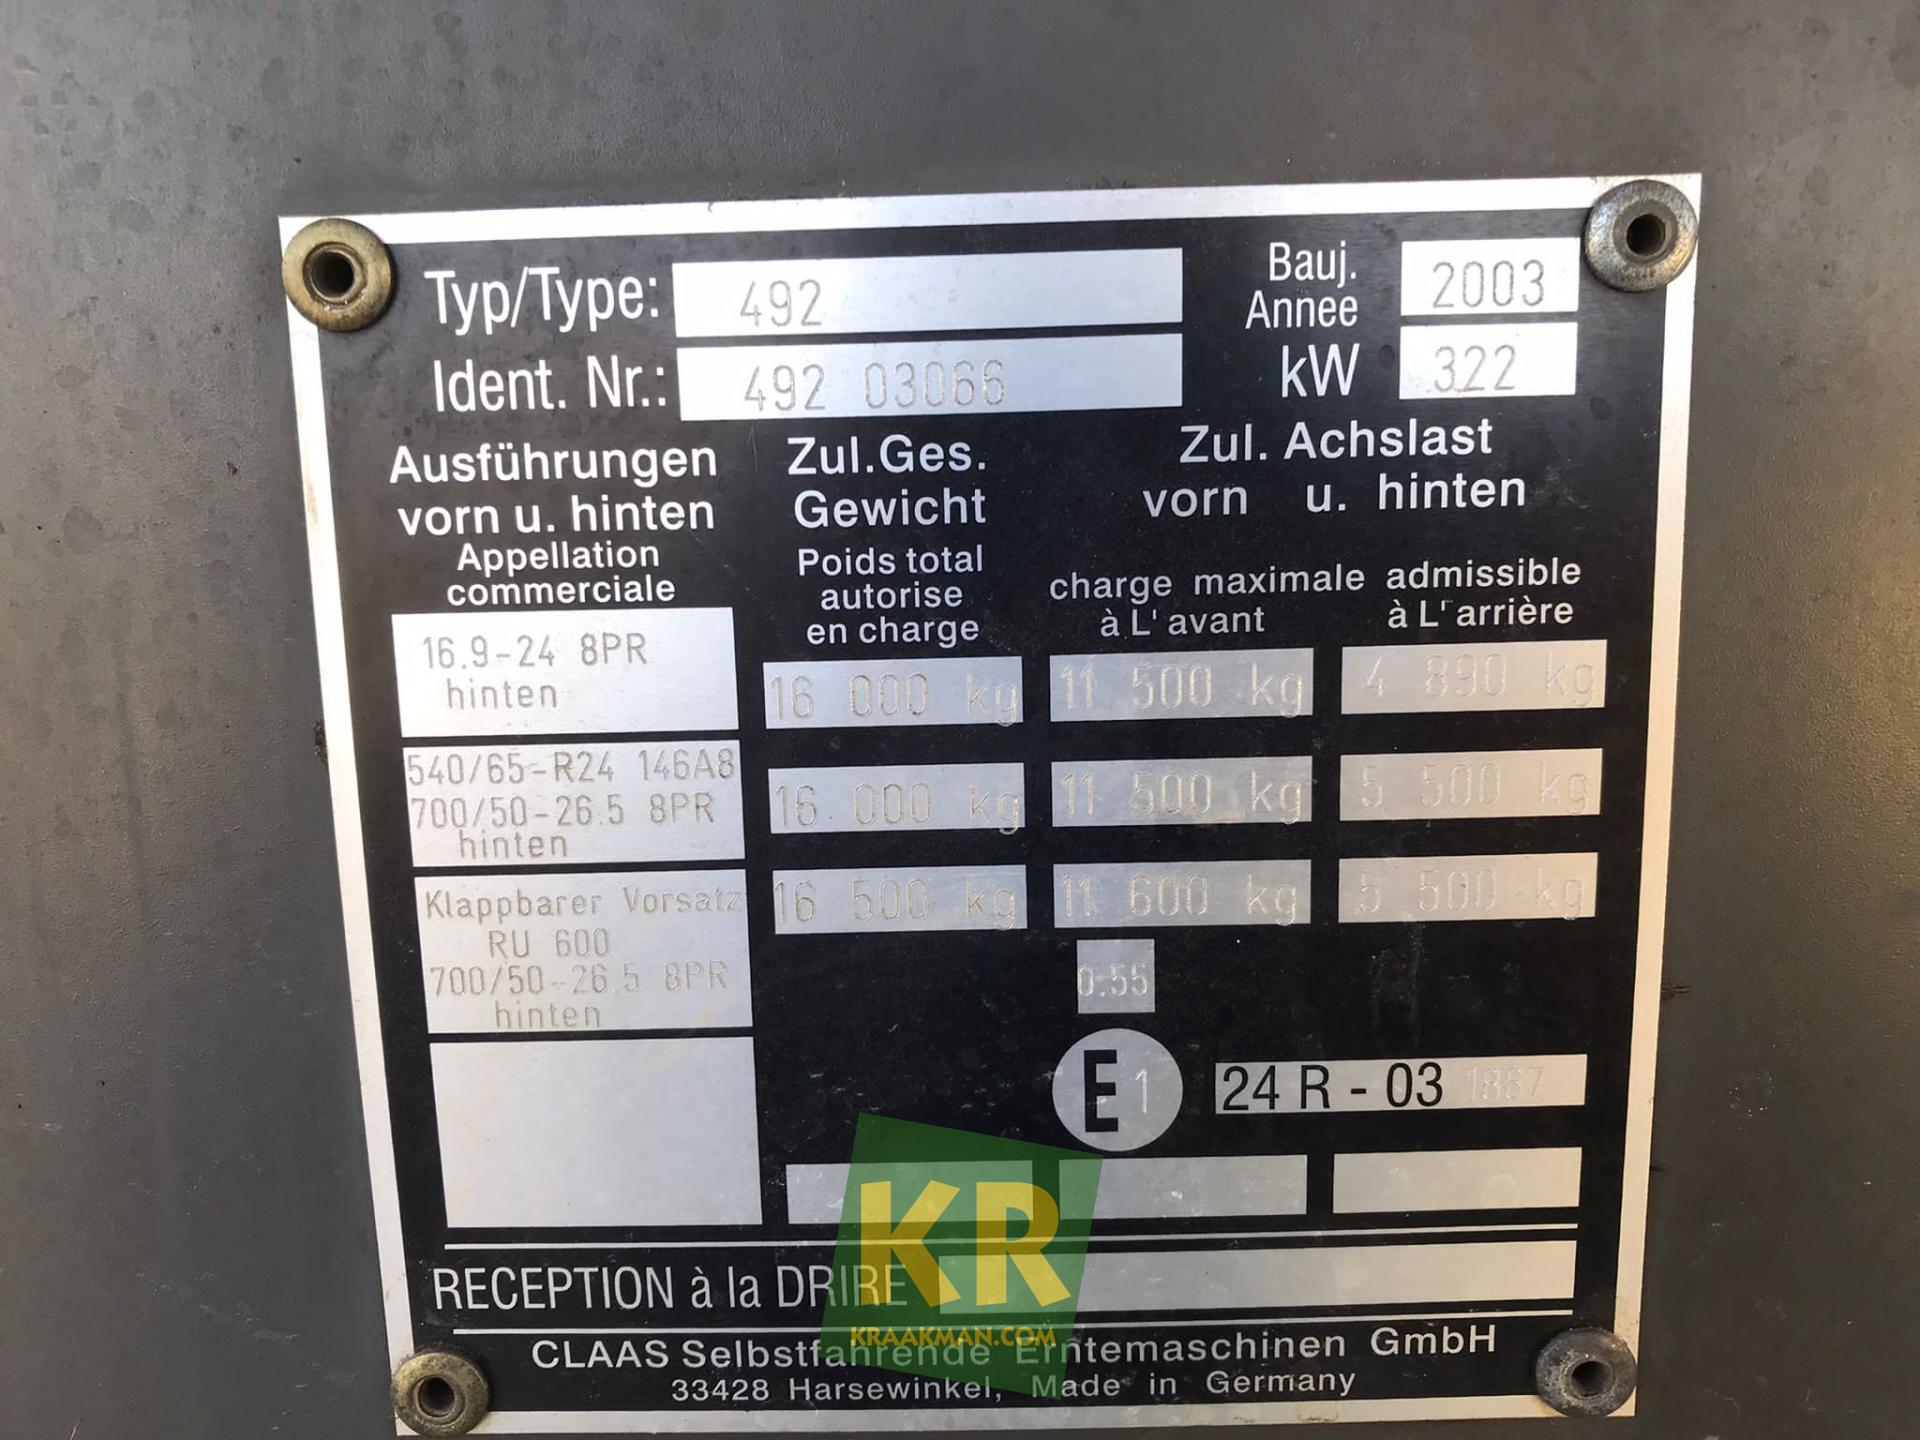 Typ/Type: 492
Bauj.
Annee 2003
Ident. Nr.: 492 03066
kW 322
Ausführungen
vorn u. hinten
Appellation
commerciale
Zul.Ges.
Gewicht
Poids total
autorise
en charge
Zul. Achslast
vorn u. hinten
charge maximale admissible
à L'avant à L'arrière
16.9-24 8PR
hinten
16 000 kg 11 500 kg 4 890 kg
540/65-R24 146A8
700/50-26.5 8PR
hinten
16 000 kg 11 500 kg 5 500 kg
Klappbarer Vorsatz
RU 600
700/50-26.5 8PR
hinten
16 500 kg 11 600 kg 5 500 kg
0.55
E 1 24 R - 03 1867
RECEPTION à la DRIRE
KR
KRAAKMAN.COM
CLAAS Selbstfahrende Erntemaschinen GmbH
33428 Harsewinkel, Made in Germany